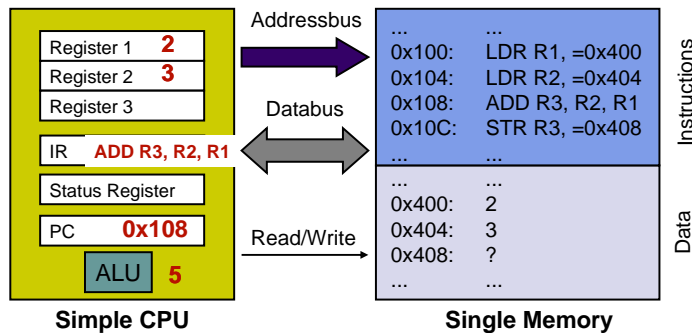 Addressbus
Register 1 2
Register 2 3
Register 3
Databus
IR ADD R3, R2, R1
Status Register
PC 0x108
Read/Write
ALU 5
Simple CPU
... ...
0x100: LDR R1, =0x400
0x104: LDR R2, =0x404
0x108: ADD R3, R2, R1
0x10C: STR R3, =0x408
... ...
Instructions
... ...
0x400: 2
0x404: 3
0x408: ?
... ...
Data
Single Memory